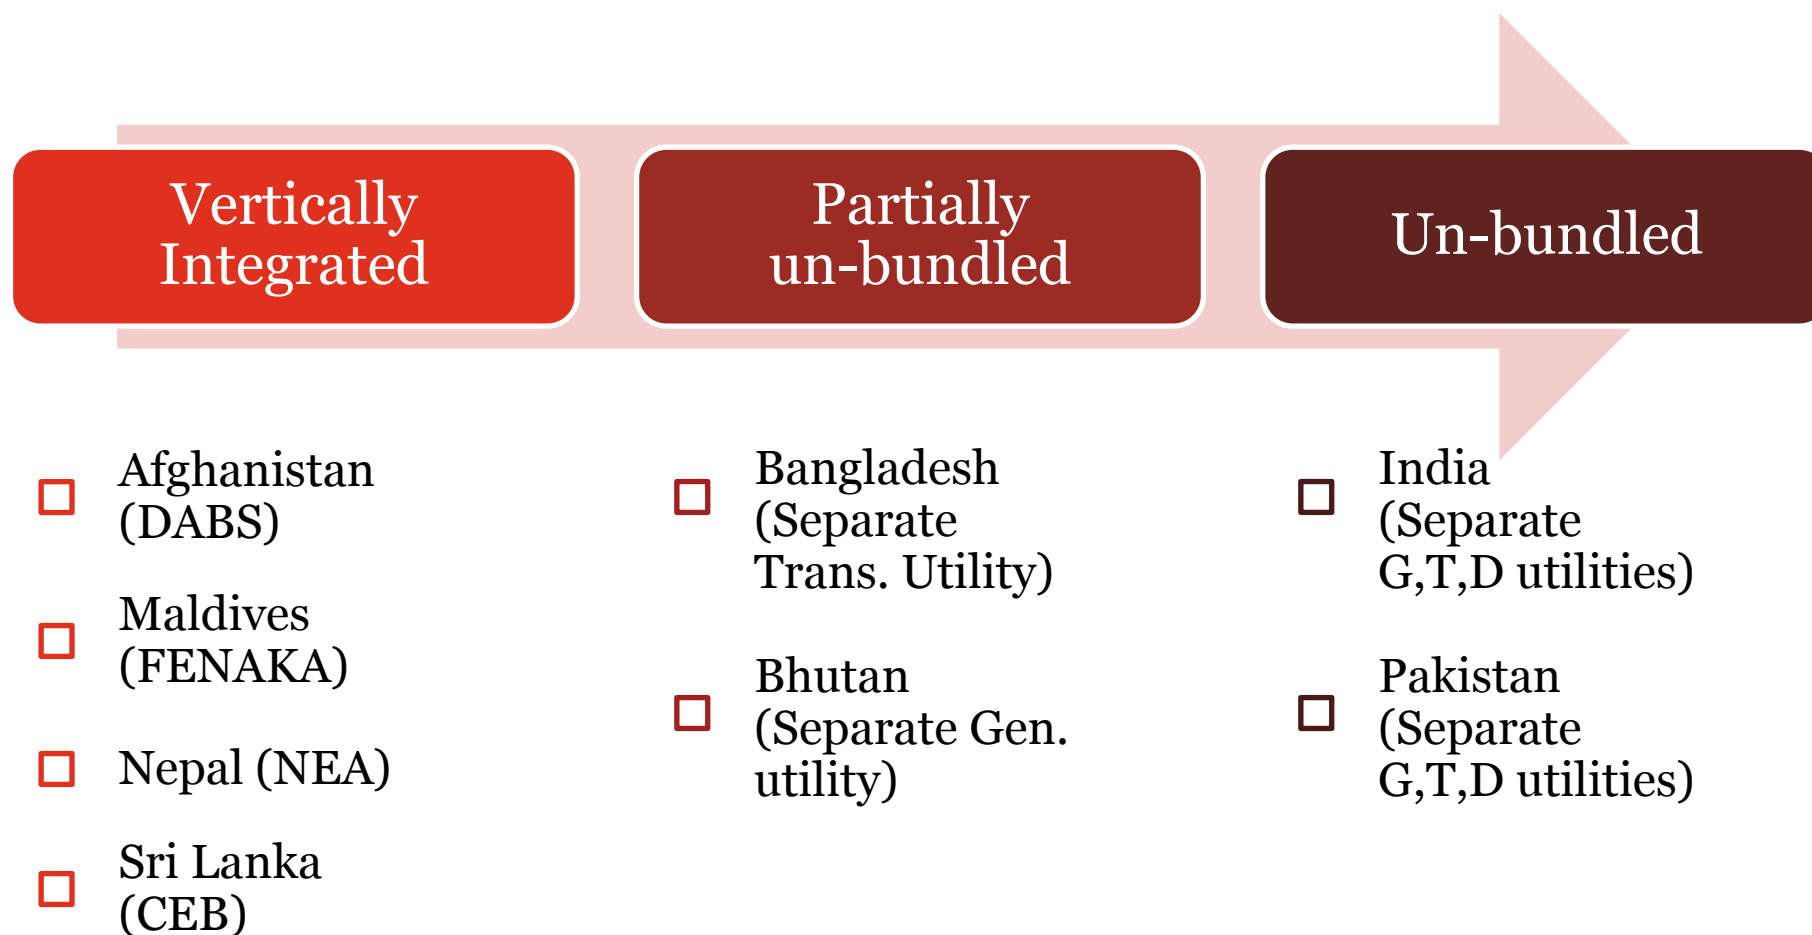 Vertically
Integrated
Partially
un-bundled
Un-bundled
Afghanistan
(DABS)
Maldives
(FENAKA)
Nepal (NEA)
Sri Lanka
(CEB)
Bangladesh
(Separate
Trans. Utility)
Bhutan
(Separate Gen.
utility)
India
(Separate
G,T,D utilities)
Pakistan
(Separate
G,T,D utilities)